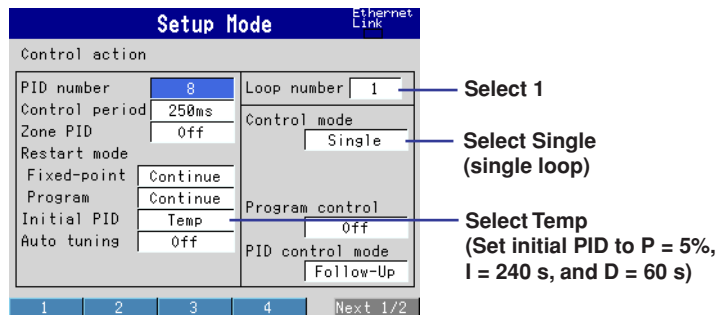 Setup Mode
Ethernet
Link
Control action
PID number 8
Control period 250ms
Zone PID Off
Restart mode
Fixed-point Continue
Program Continue
Initial PID Temp
Auto tuning Off
Loop number 1
Control mode
Single
Program control
Off
PID control mode
Follow-Up
1 2 3 4 Next 1/2
Select 1
Select Single
(single loop)
Select Temp
(Set initial PID to P = 5%,
I = 240 s, and D = 60 s)